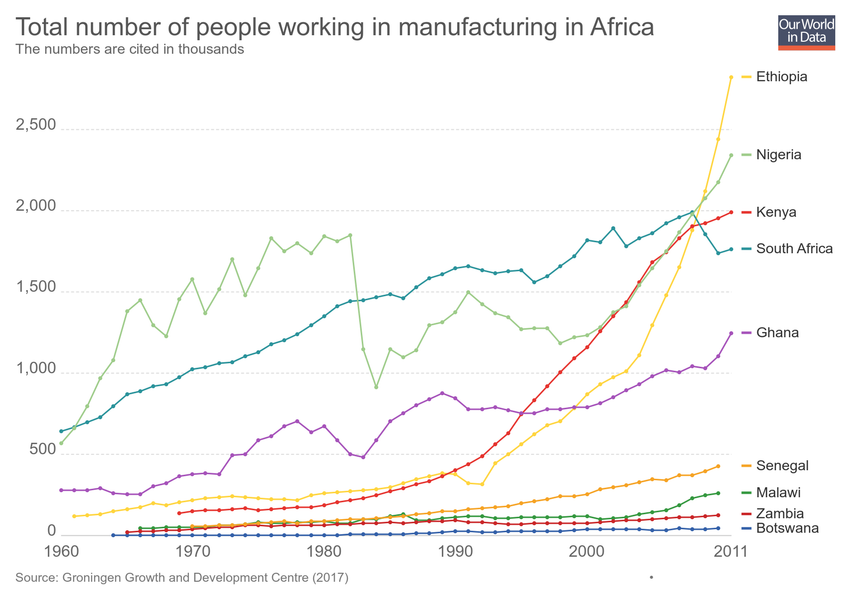 Total number of people working in manufacturing in Africa
The numbers are cited in thousands
Our World
in Data
Ethiopia
2,500
Nigeria
2,000
Kenya
South Africa
1,500
Ghana
1,000
500
Senegal
Malawi
Zambia
0
Botswana
1960
1970
1980
1990
2000
2011
Source: Groningen Growth and Development Centre (2017)